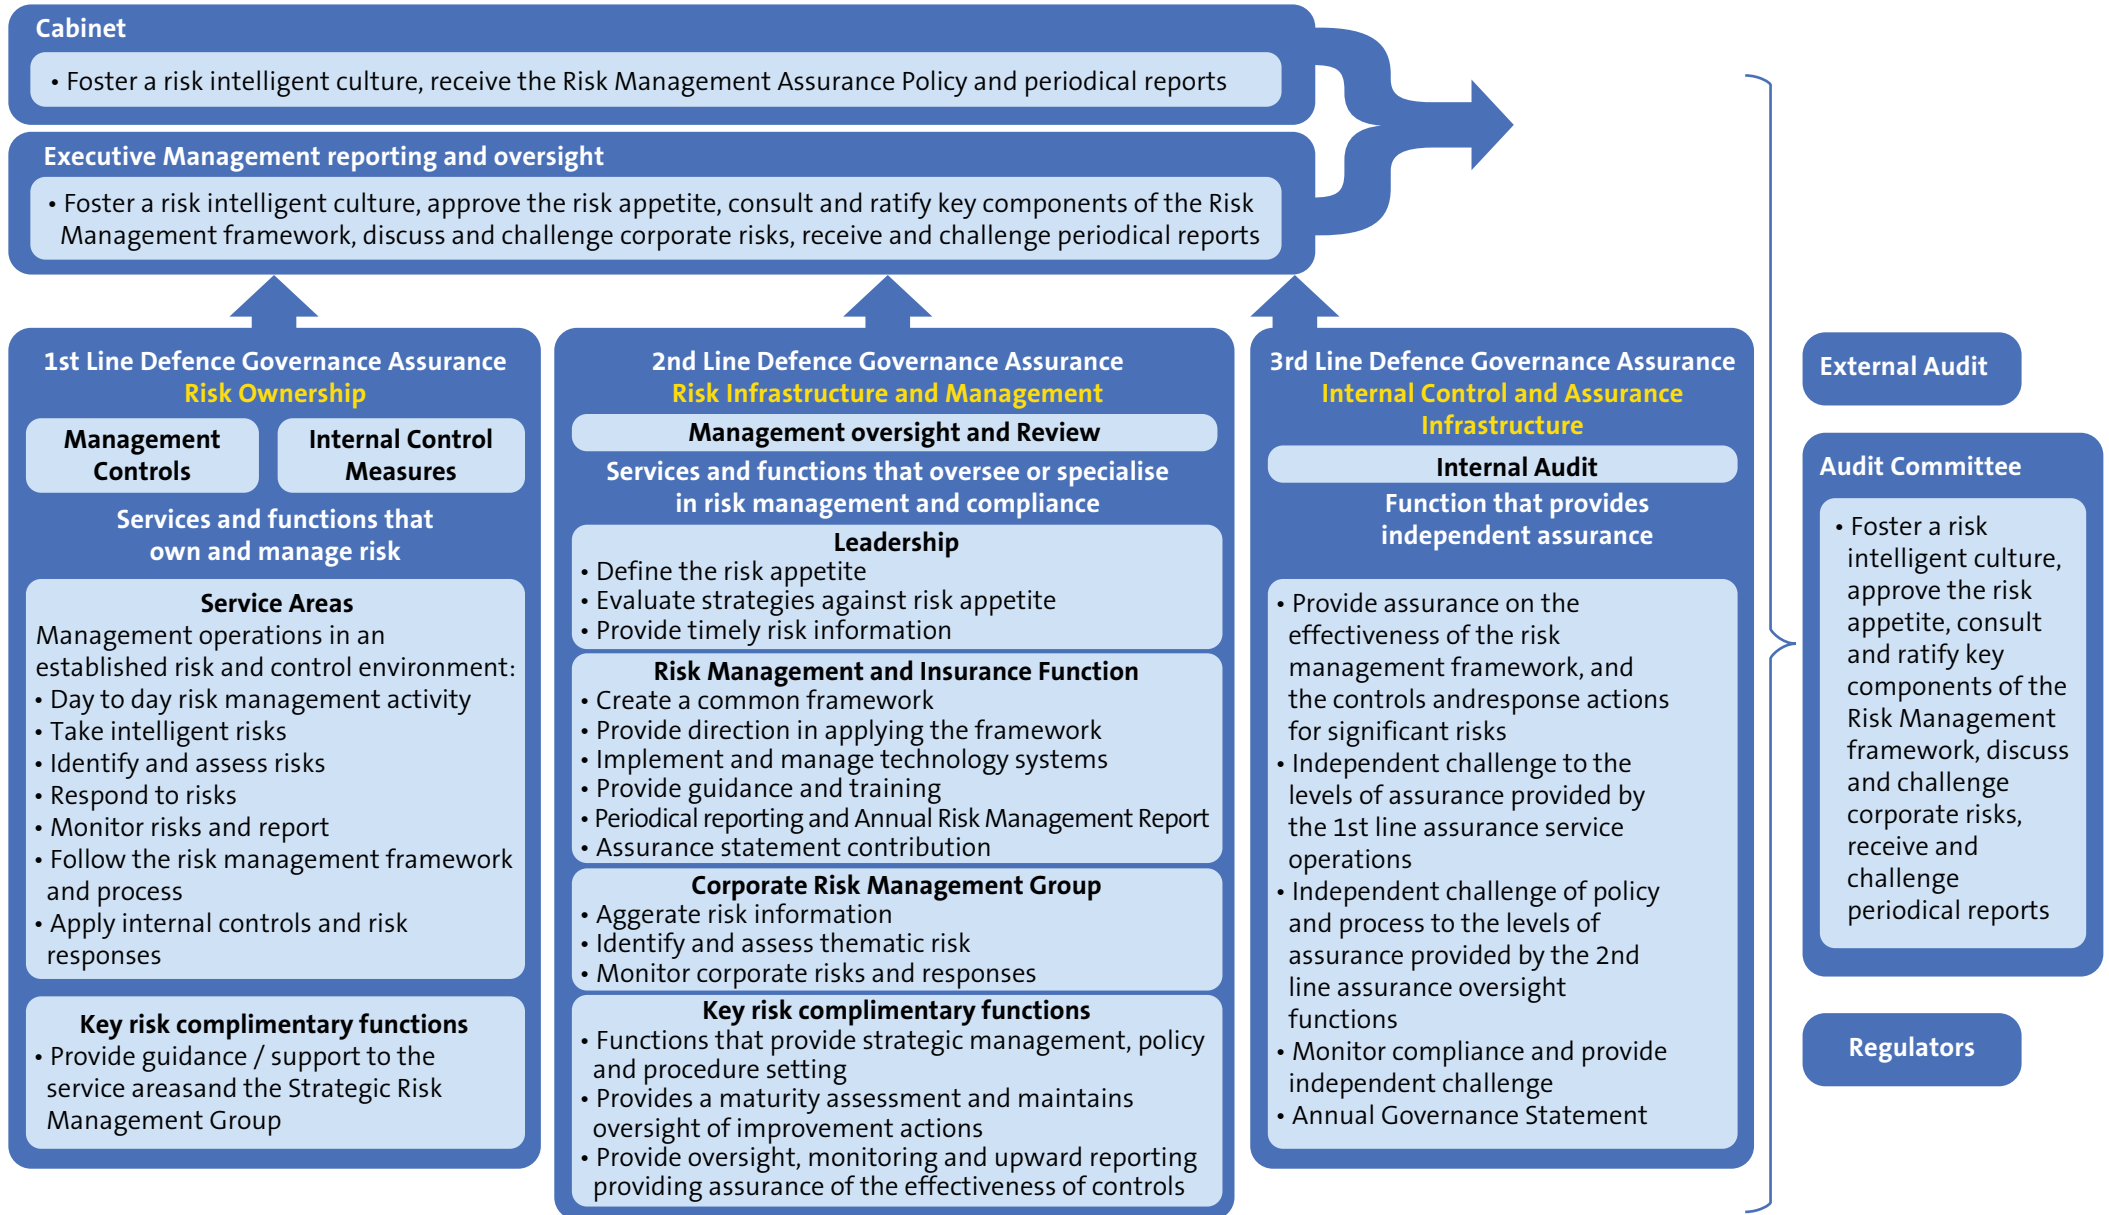 Cabinet
• Foster a risk intelligent culture, receive the Risk Management Assurance Policy and periodical reports
Executive Management reporting and oversight
• Foster a risk intelligent culture, approve the risk appetite, consult and ratify key components of the Risk
Management framework, discuss and challenge corporate risks, receive and challenge periodical reports
1st Line Defence Governance Assurance
Risk Ownership
Management
Controls
Internal Control
Measures
Services and functions that
own and manage risk
Service Areas
Management operations in an
established risk and control environment:
• Day to day risk management activity
• Take intelligent risks
• Identify and assess risks
• Respond to risks
• Monitor risks and report
• Follow the risk management framework
and process
• Apply internal controls and risk
responses
Key risk complimentary functions
• Provide guidance / support to the
service areasand the Strategic Risk
Management Group
2nd Line Defence Governance Assurance
Risk Infrastructure and Management
Management oversight and Review
Services and functions that oversee or specialise
in risk management and compliance
Leadership
• Define the risk appetite
• Evaluate strategies against risk appetite
• Provide timely risk information
Risk Management and Insurance Function
• Create a common framework
• Provide direction in applying the framework
• Implement and manage technology systems
• Provide guidance and training
• Periodical reporting and Annual Risk Management Report
• Assurance statement contribution
Corporate Risk Management Group
• Aggerate risk information
• Identify and assess thematic risk
• Monitor corporate risks and responses
Key risk complimentary functions
• Functions that provide strategic management, policy
and procedure setting
• Provides a maturity assessment and maintains
oversight of improvement actions
• Provide oversight, monitoring and upward reporting
providing assurance of the effectiveness of controls
3rd Line Defence Governance Assurance
Internal Control and Assurance
Infrastructure
Internal Audit
Function that provides
independent assurance
• Provide assurance on the
effectiveness of the risk
management framework, and
the controls andresponse actions
for significant risks
• Independent challenge to the
levels of assurance provided by
the 1st line assurance service
operations
• Independent challenge of policy
and process to the levels of
assurance provided by the 2nd
line assurance oversight
functions
• Monitor compliance and provide
independent challenge
• Annual Governance Statement
External Audit
Audit Committee
• Foster a risk
intelligent culture,
approve the risk
appetite, consult
and ratify key
components of the
Risk Management
framework, discuss
and challenge
corporate risks,
receive and
challenge
periodical reports
Regulators